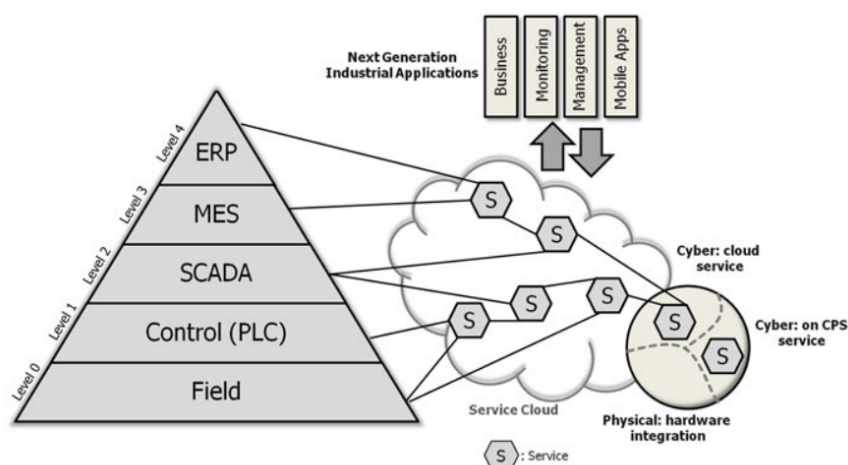 Next Generation
Industrial Applications
Business
Monitoring
Management
Mobile Apps
Level 4
ERP
Level 3
MES
Level 2
SCADA
Level 1
Control (PLC)
Level 0
Field
S
S
S
S
S
S
S
Cyber: cloud
service
Cyber: on CPS
service
Physical: hardware
integration
Service Cloud
S : Service